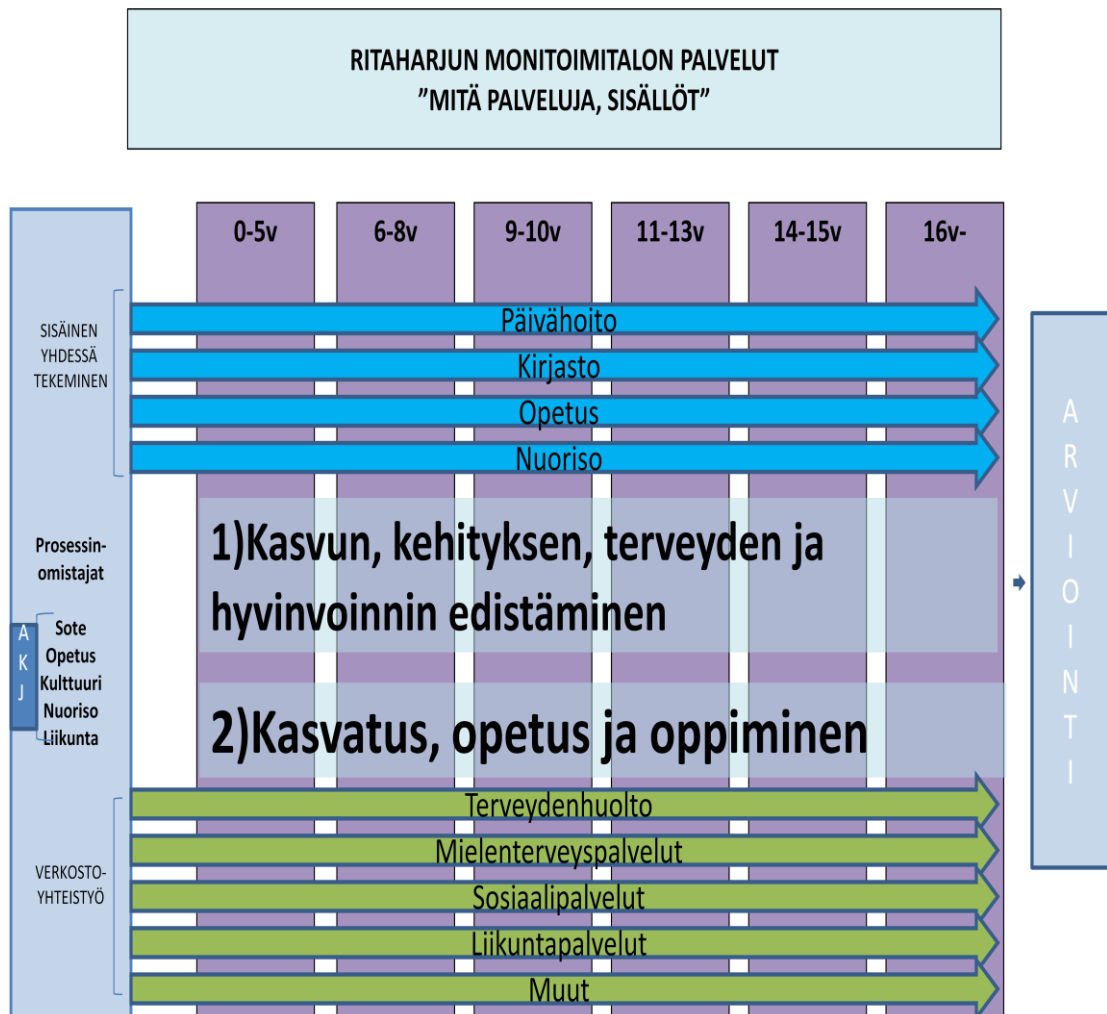 RITAHARJUN MONITOIMITALON PALVELUT
”MITÄ PALVELUJA, SISÄLLÖT”
0-5v
6-8v
9-10v
11-13v
14-15v
16v-
SISÄINEN
YHDESSÄ
TEKEMINEN
Päivähoito
Kirjasto
Opetus
Nuoriso
Prosessin-
omistajat
AKJ
Sote
Opetus
Kulttuuri
Nuoriso
Liikunta
1)Kasvun, kehityksen, terveyden ja
hyvinvoinnin edistäminen
2)Kasvatus, opetus ja oppiminen
VERKOSTO-
YHTEISTYÖ
Terveydenhuolto
Mielenterveyspalvelut
Sosiaalipalvelut
Liikuntapalvelut
Muut
ARVIOINTI